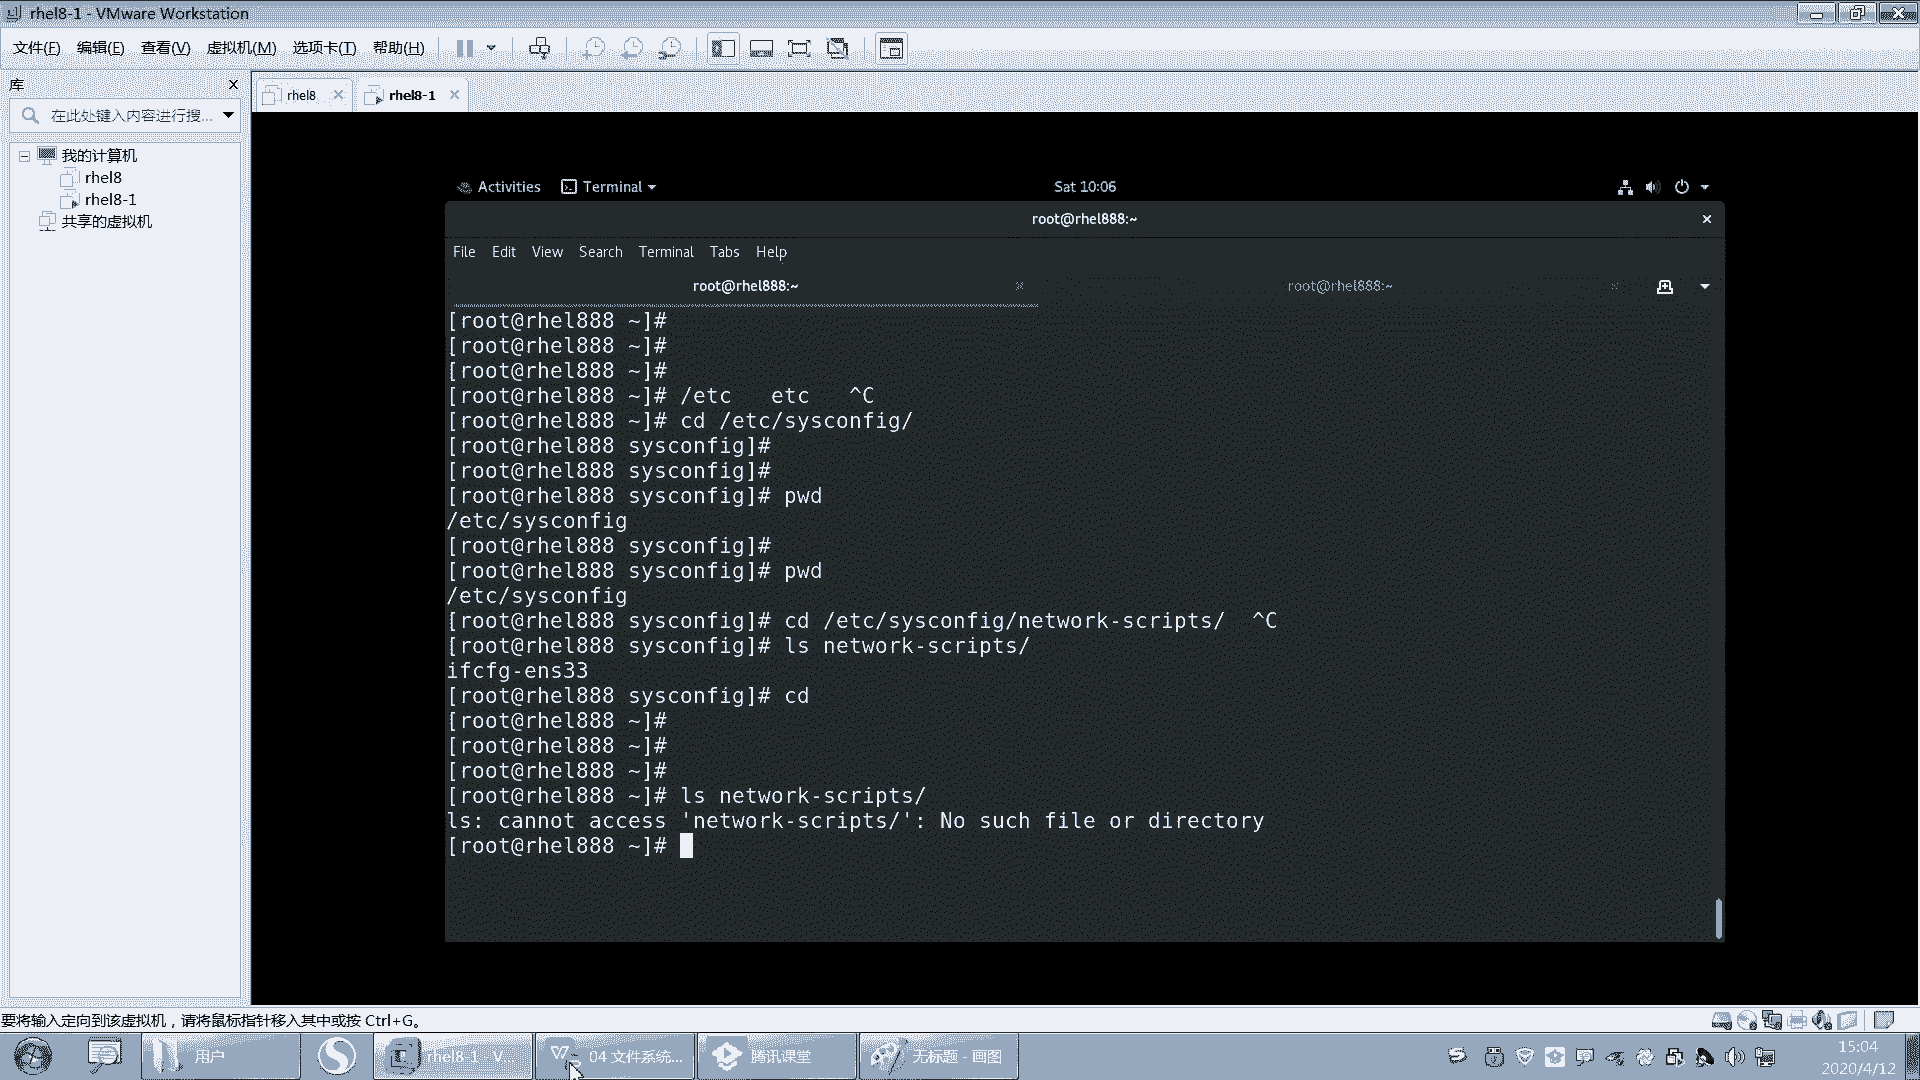 rhel8-1 - VMware Workstation
文件(F) 编辑(E) 查看(V) 虚拟机(M) 选项卡(T) 帮助(H)
库
在此处键入内容进行搜...
我的计算机
rhel8
rhel8-1
共享的虚拟机
rhel8
rhel8-1
Activities Terminal Sat 10:06
root@rhel888:~
File Edit View Search Terminal Tabs Help
root@rhel888:~ root@rhel888:~
[root@rhel888 ~]#
[root@rhel888 ~]#
[root@rhel888 ~]#
[root@rhel888 ~]# /etc   etc   ^C
[root@rhel888 ~]# cd /etc/sysconfig/
[root@rhel888 sysconfig]#
[root@rhel888 sysconfig]#
[root@rhel888 sysconfig]# pwd
/etc/sysconfig
[root@rhel888 sysconfig]#
[root@rhel888 sysconfig]# pwd
/etc/sysconfig
[root@rhel888 sysconfig]# cd /etc/sysconfig/network-scripts/  ^C
[root@rhel888 sysconfig]# ls network-scripts/
ifcfg-ens33
[root@rhel888 sysconfig]# cd
[root@rhel888 ~]#
[root@rhel888 ~]#
[root@rhel888 ~]#
[root@rhel888 ~]# ls network-scripts/
ls: cannot access 'network-scripts/': No such file or directory
[root@rhel888 ~]#
要将输入定向到该虚拟机，请将鼠标指针移入其中或按 Ctrl+G。
用户 rhel8-1 - V... 04 文件系统... 腾讯课堂 无标题 - 画图
15:04
2020/4/12